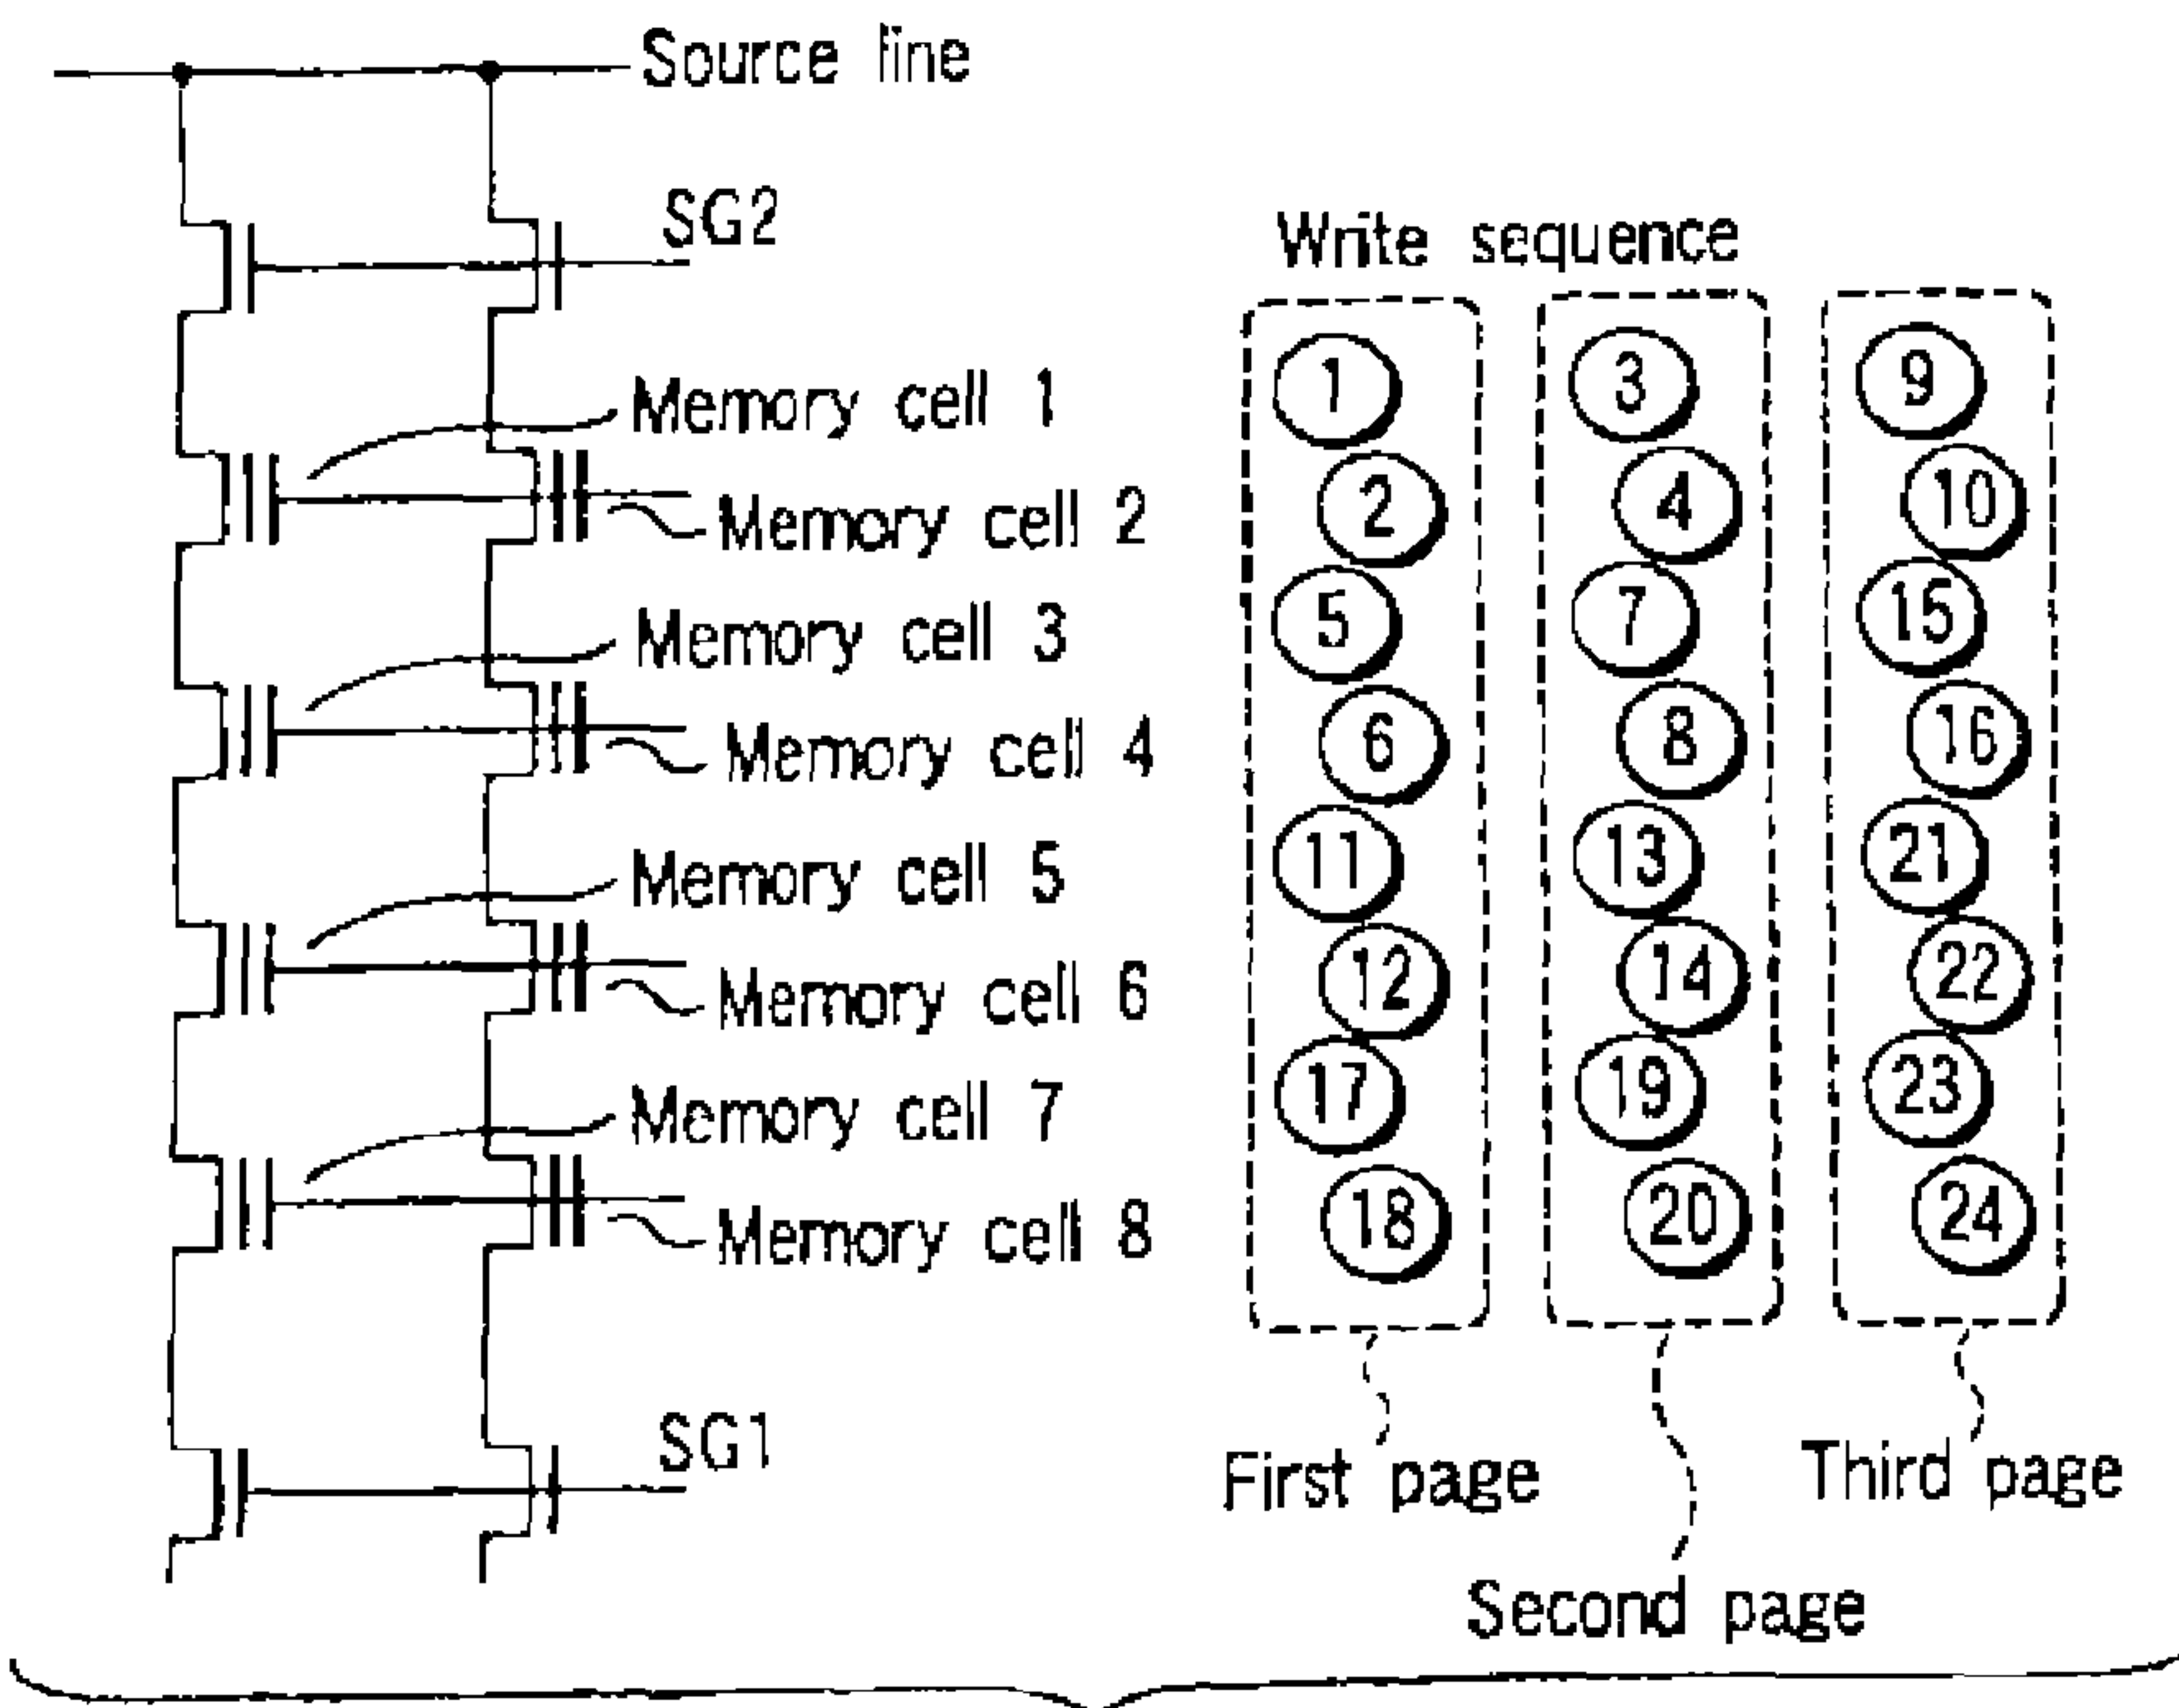 Source line
SG2
Write sequence
Memory cell 1
1 3 9
Memory cell 2
2 4 10
Memory cell 3
5 7 15
Memory cell 4
6 8 16
Memory cell 5
11 13 21
Memory cell 6
12 14 22
Memory cell 7
17 19 23
Memory cell 8
18 20 24
SG1
First page
Third page
Second page